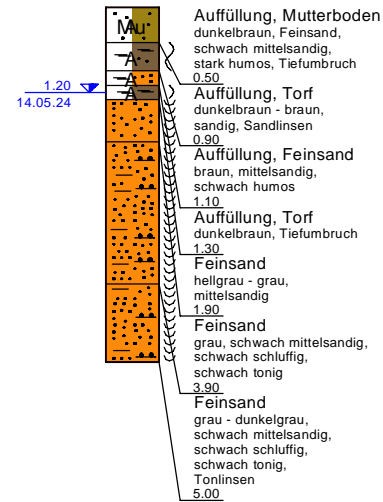 Mu
A
A
A
1.20
14.05.24
Auffüllung, Mutterboden
dunkelbraun, Feinsand,
schwach mittelsandig,
stark humos, Tiefumbruch
0.50
Auffüllung, Torf
dunkelbraun - braun,
sandig, Sandlinsen
0.90
Auffüllung, Feinsand
braun, mittelsandig,
schwach humos
1.10
Auffüllung, Torf
dunkelbraun, Tiefumbruch
1.30
Feinsand
hellgrau - grau,
mittelsandig
1.90
Feinsand
grau, schwach mittelsandig,
schwach schluffig,
schwach tonig
3.90
Feinsand
grau - dunkelgrau,
schwach mittelsandig,
schwach schluffig,
schwach tonig,
Tonlinsen
5.00